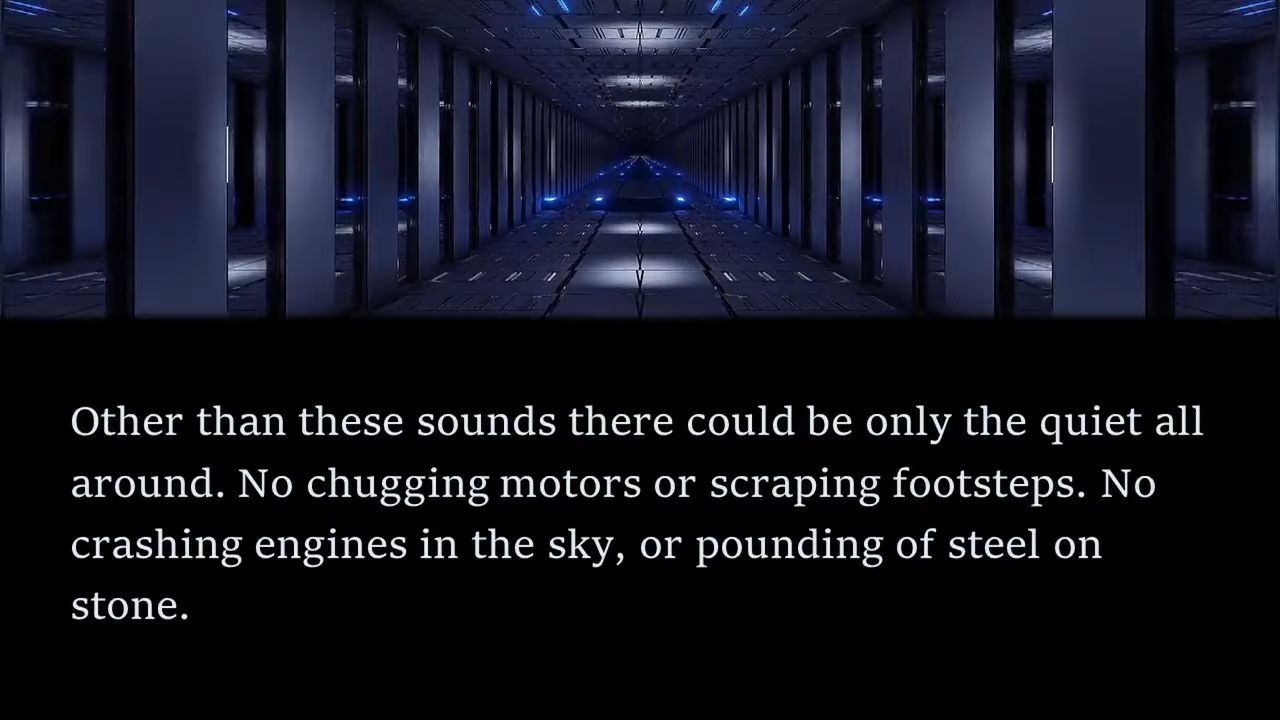 Other than these sounds there could be only the quiet all
around. No chugging motors or scraping footsteps. No
crashing engines in the sky, or pounding of steel on
stone.